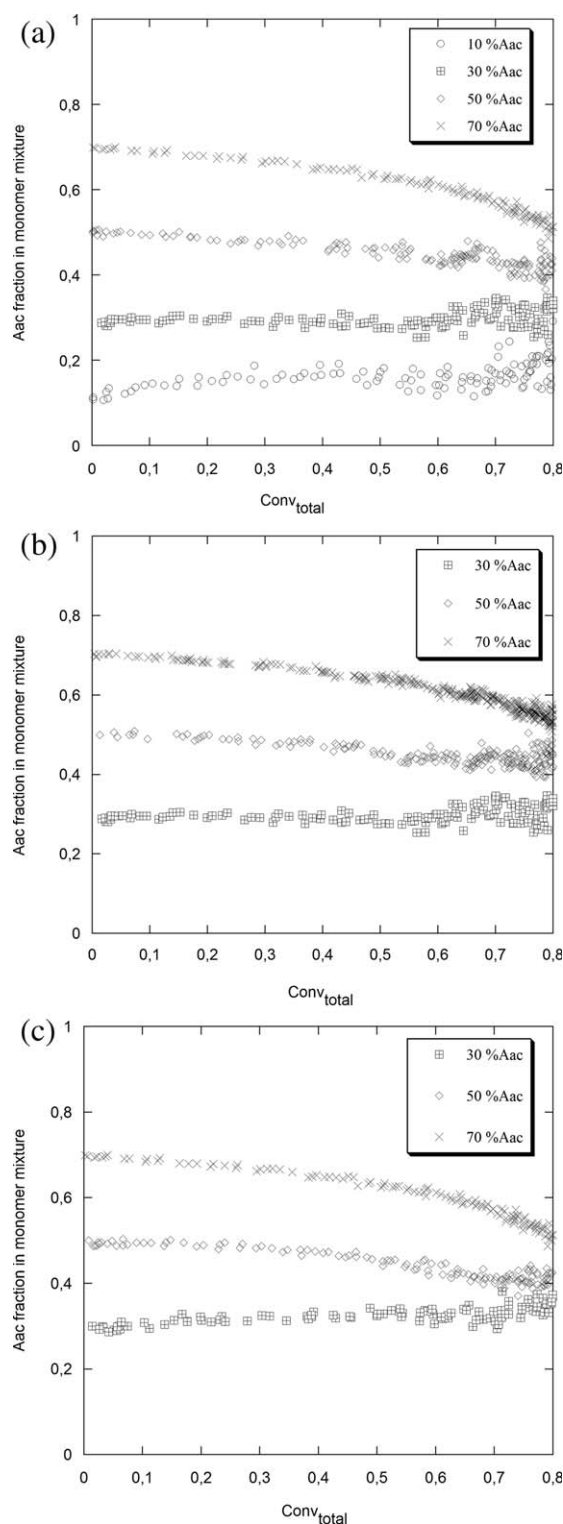 (a)
10 %Aac
30 %Aac
50 %Aac
70 %Aac
Aac fraction in monomer mixture
1
0,8
0,6
0,4
0,2
0
0 0,1 0,2 0,3 0,4 0,5 0,6 0,7 0,8
Conv_total
(b)
30 %Aac
50 %Aac
70 %Aac
Aac fraction in monomer mixture
1
0,8
0,6
0,4
0,2
0
0 0,1 0,2 0,3 0,4 0,5 0,6 0,7 0,8
Conv_total
(c)
30 %Aac
50 %Aac
70 %Aac
Aac fraction in monomer mixture
1
0,8
0,6
0,4
0,2
0
0 0,1 0,2 0,3 0,4 0,5 0,6 0,7 0,8
Conv_total